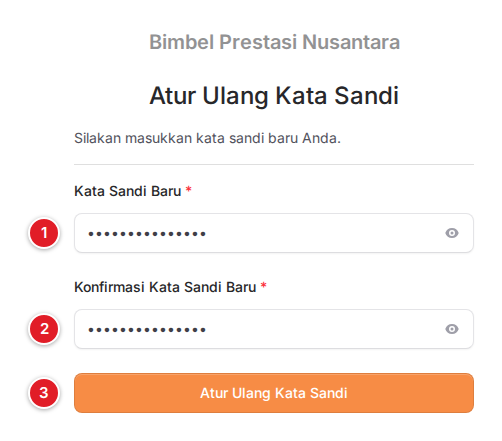 Bimbel Prestasi Nusantara
Atur Ulang Kata Sandi
Silakan masukkan kata sandi baru Anda.
Kata Sandi Baru *
1 •••••••••••••••
Konfirmasi Kata Sandi Baru *
2 •••••••••••••••
3 Atur Ulang Kata Sandi